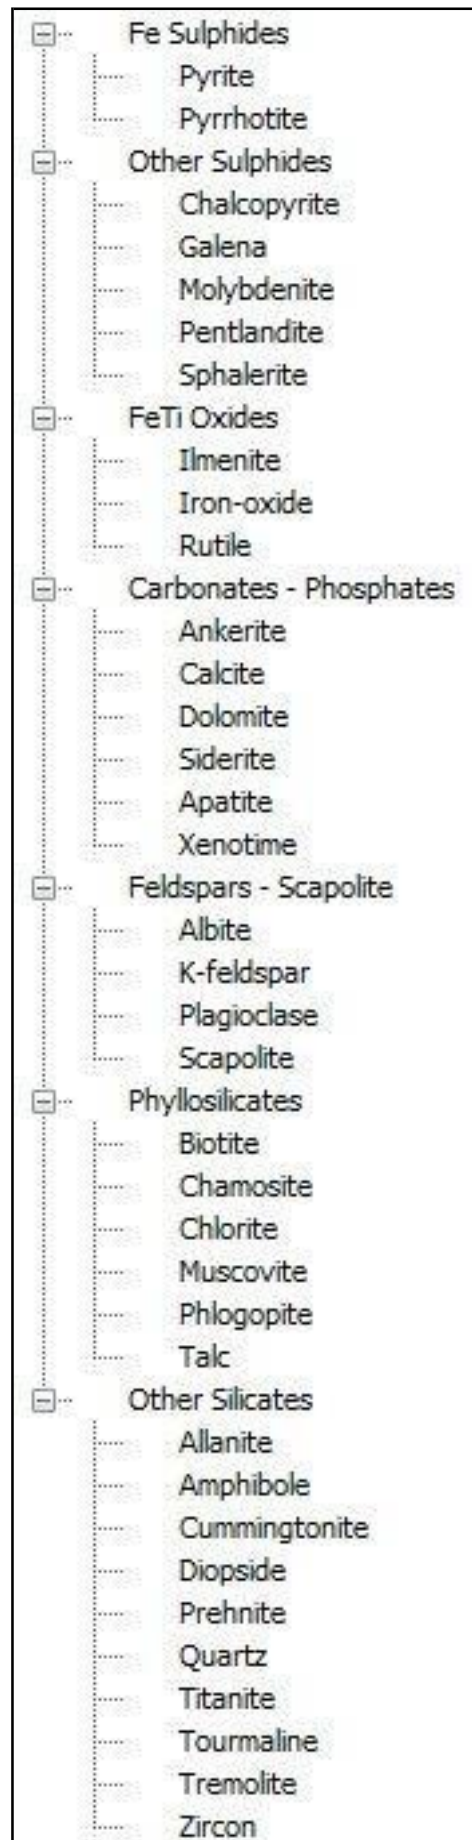 Fe Sulphides
Pyrite
Pyrrhotite
Other Sulphides
Chalcopyrite
Galena
Molybdenite
Pentlandite
Sphalerite
FeTi Oxides
Ilmenite
Iron-oxide
Rutile
Carbonates - Phosphates
Ankerite
Calcite
Dolomite
Siderite
Apatite
Xenotime
Feldspars - Scapolite
Albite
K-feldspar
Plagioclase
Scapolite
Phyllosilicates
Biotite
Chamosite
Chlorite
Muscovite
Phlogopite
Talc
Other Silicates
Allanite
Amphibole
Cummingtonite
Diopside
Prehnite
Quartz
Titanite
Tourmaline
Tremolite
Zircon